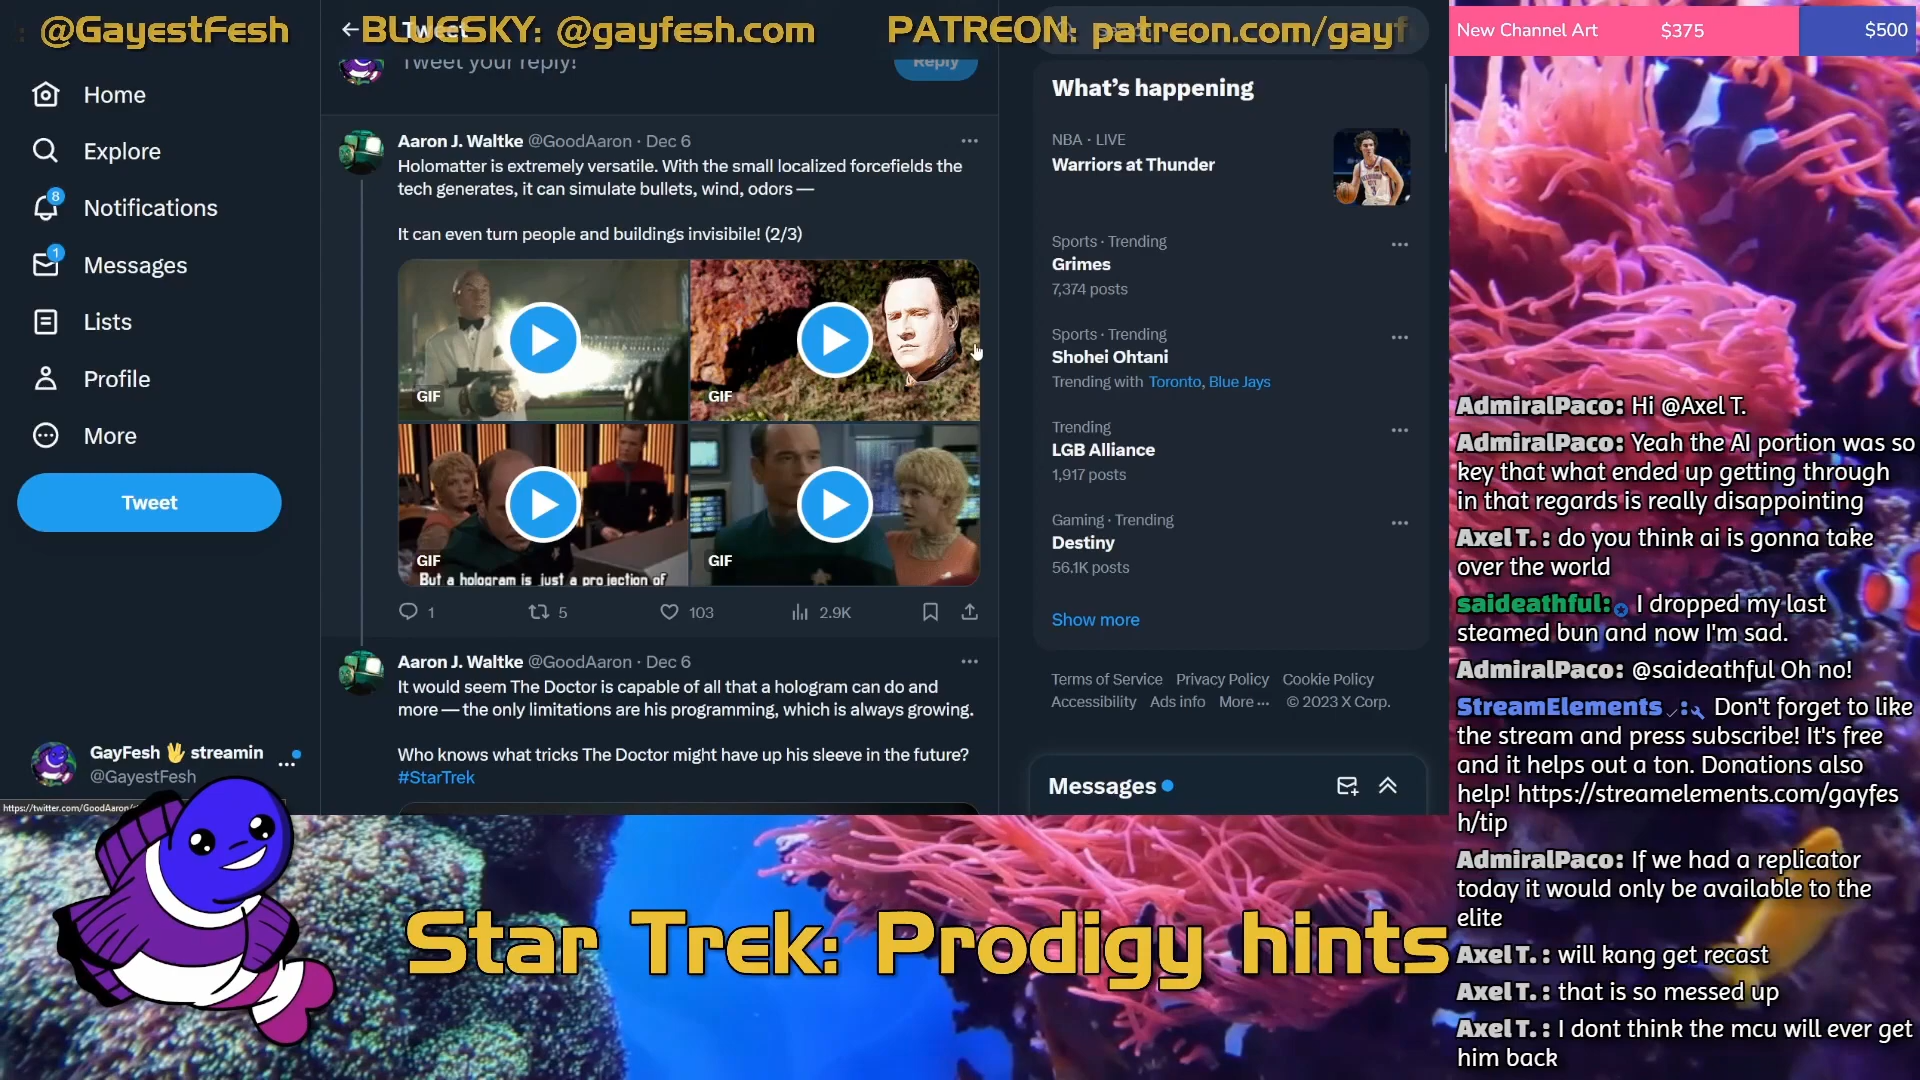 @GayestFesh
BLUESKY: @gayfesh.com
PATREON: patreon.com/gayf
Tweet
Tweet your reply!
Reply
Home
Explore
8
Notifications
1
Messages
Lists
Profile
More
Tweet
GayFesh 🖖 streamin
@GayestFesh
https://twitter.com/GoodAaron/
Aaron J. Waltke @GoodAaron · Dec 6
Holomatter is extremely versatile. With the small localized forcefields the
tech generates, it can simulate bullets, wind, odors —
It can even turn people and buildings invisibile! (2/3)
GIF
GIF
GIF
GIF
But a hologram is just a projection of
1
5
103
2.9K
Aaron J. Waltke @GoodAaron · Dec 6
It would seem The Doctor is capable of all that a hologram can do and
more — the only limitations are his programming, which is always growing.
Who knows what tricks The Doctor might have up his sleeve in the future?
#StarTrek
What's happening
NBA · LIVE
Warriors at Thunder
Sports · Trending
Grimes
7,374 posts
Sports · Trending
Shohei Ohtani
Trending with Toronto, Blue Jays
Trending
LGB Alliance
1,917 posts
Gaming · Trending
Destiny
56.1K posts
Show more
Terms of Service Privacy Policy Cookie Policy
Accessibility Ads info More ··· © 2023 X Corp.
Messages
New Channel Art $375 $500
AdmiralPaco: Hi @Axel T.
AdmiralPaco: Yeah the AI portion was so
key that what ended up getting through
in that regards is really disappointing
Axel T. : do you think ai is gonna take
over the world
saideathful: I dropped my last
steamed bun and now I'm sad.
AdmiralPaco: @saideathful Oh no!
StreamElements : Don't forget to like
the stream and press subscribe! It's free
and it helps out a ton. Donations also
help! https://streamelements.com/gayfes
h/tip
AdmiralPaco: If we had a replicator
today it would only be available to the
elite
Axel T. : will kang get recast
Axel T. : that is so messed up
Axel T. : I dont think the mcu will ever get
him back
Star Trek: Prodigy hints